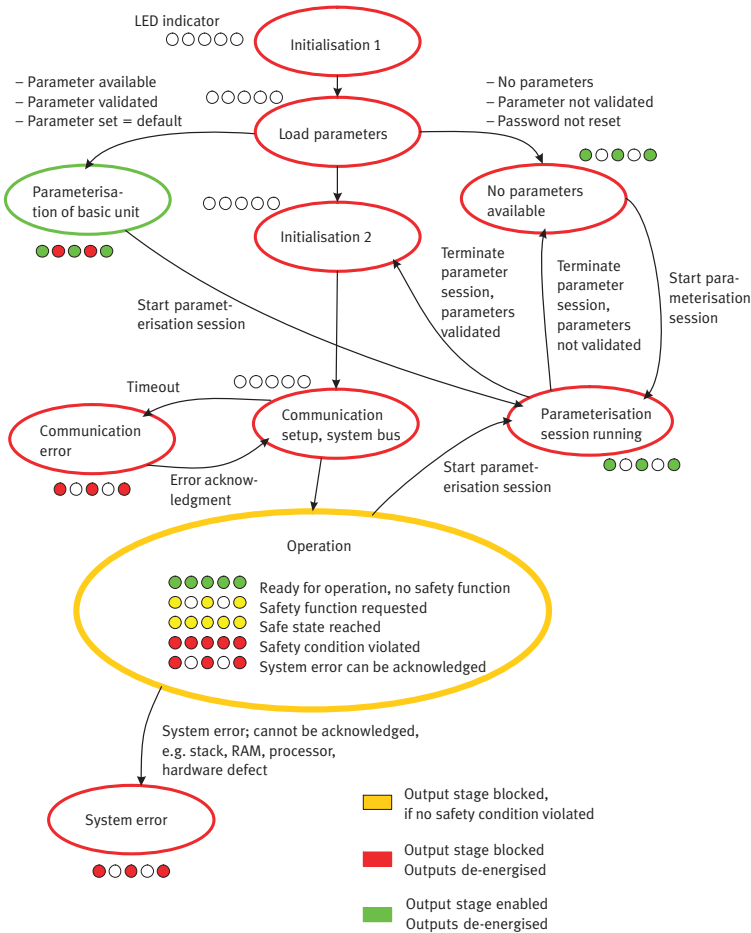 LED indicator
Initialisation 1
– Parameter available
– Parameter validated
– Parameter set = default
– No parameters
– Parameter not validated
– Password not reset
Load parameters
Parameterisa-
tion of basic unit
No parameters
available
Initialisation 2
Terminate
parameter
session,
parameters
validated
Terminate
parameter
session,
parameters
not validated
Start para-
meterisation
session
Start paramet-
erisation session
Timeout
Communication
error
Communication
setup, system bus
Parameterisation
session running
Error acknow-
ledgment
Start paramet-
erisation session
Operation
Ready for operation, no safety function
Safety function requested
Safe state reached
Safety condition violated
System error can be acknowledged
System error; cannot be acknowledged,
e.g. stack, RAM, processor,
hardware defect
System error
Output stage blocked,
if no safety condition violated
Output stage blocked
Outputs de-energised
Output stage enabled
Outputs de-energised